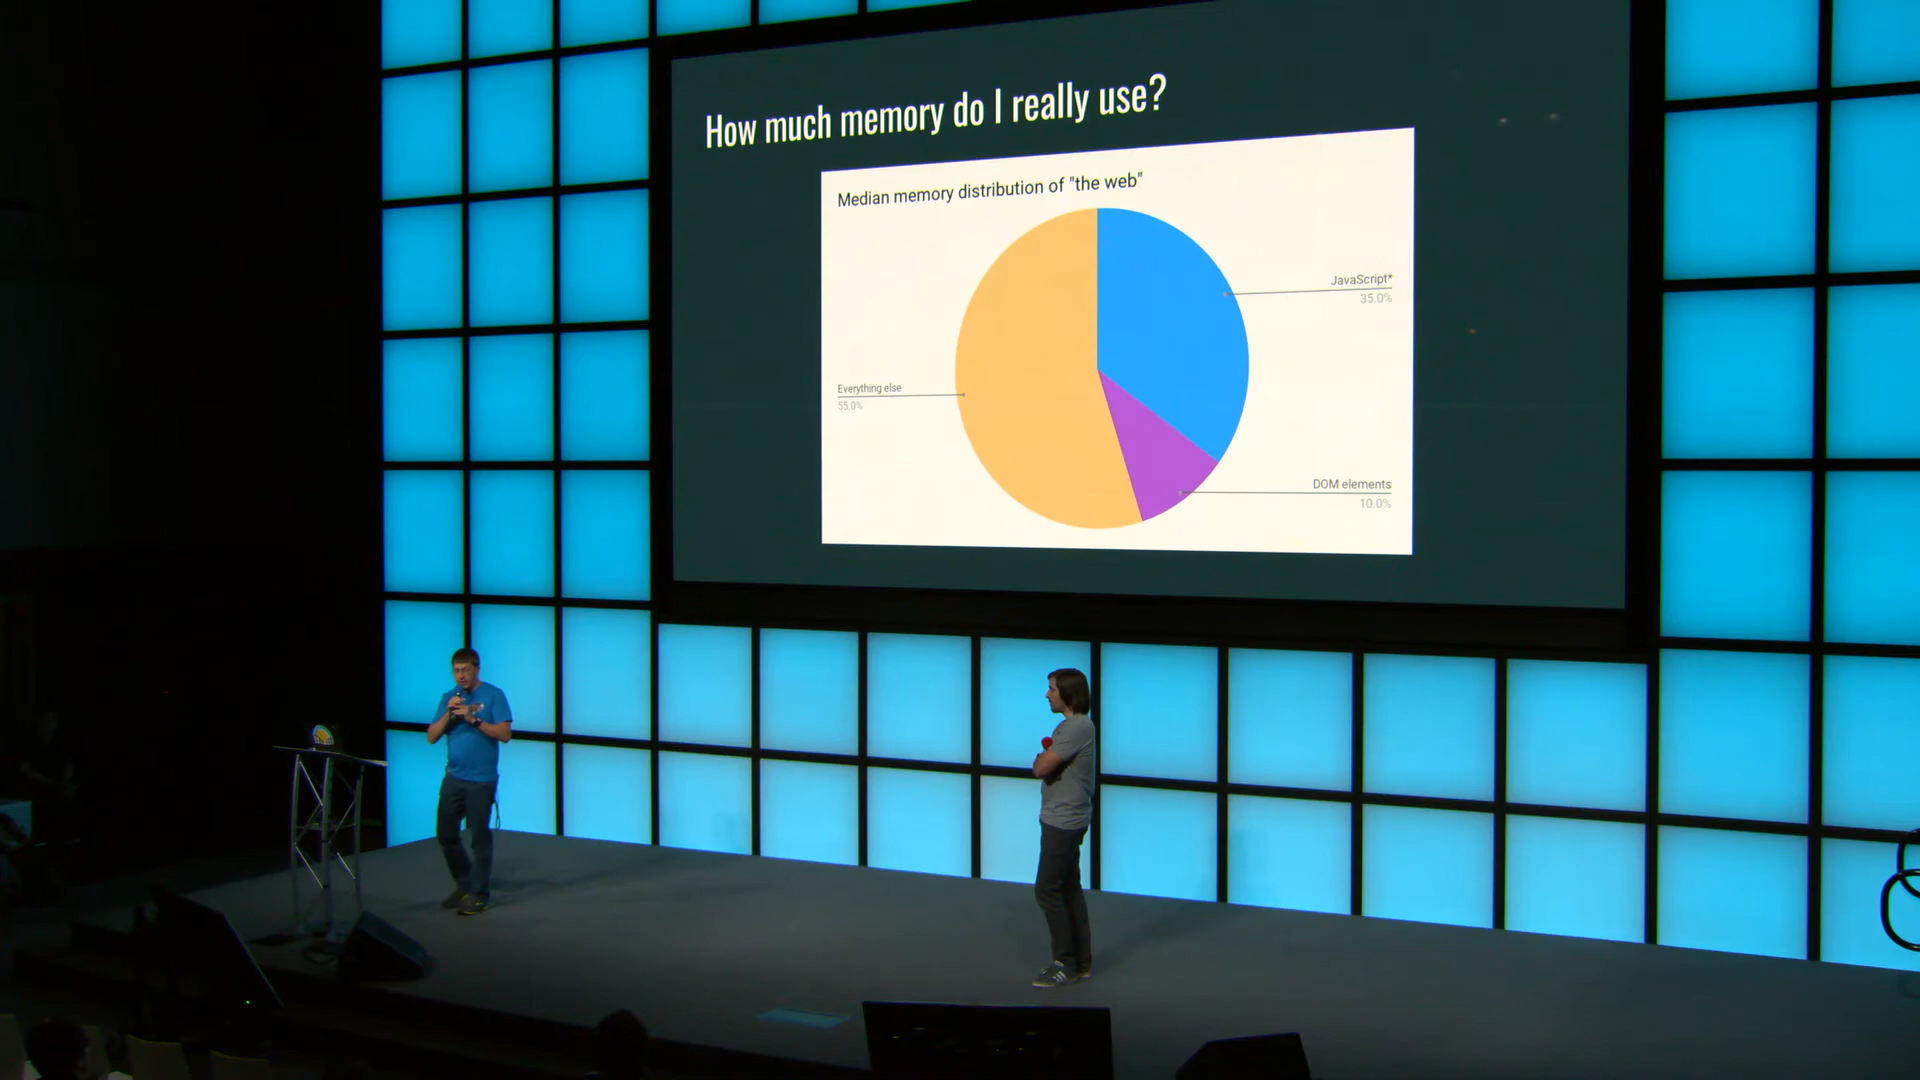 How much memory do I really use?
Median memory distribution of "the web"
JavaScript*
35.0%
Everything else
55.0%
DOM elements
10.0%